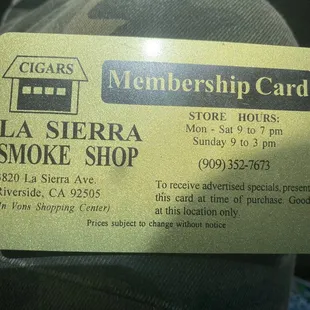 CIGARS
Membership Card
LA SIERRA
SMOKE SHOP
3820 La Sierra Ave.
Riverside, CA 92505
(In Vons Shopping Center)
STORE HOURS:
Mon - Sat 9 to 7 pm
Sunday 9 to 3 pm
(909) 352-7673
To receive advertised specials, present
this card at time of purchase. Good
at this location only.
Prices subject to change without notice